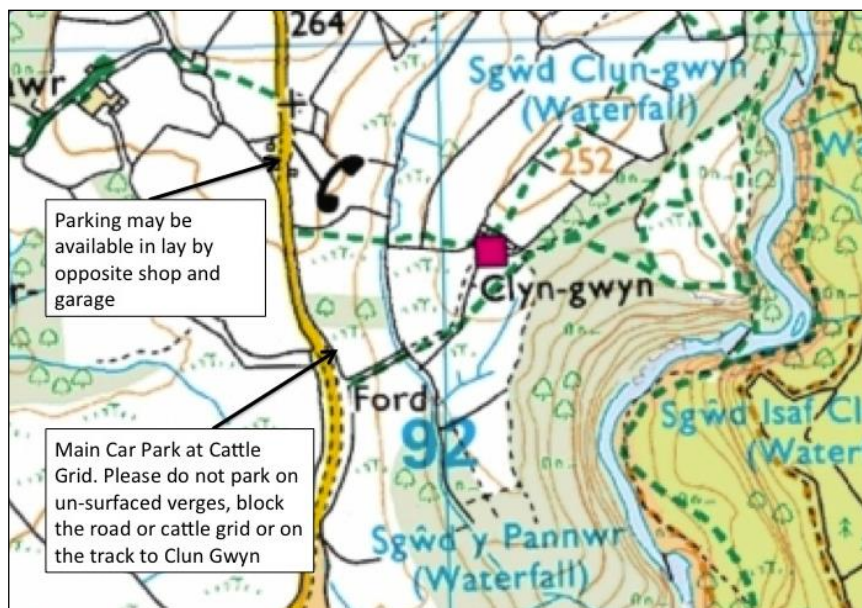 264
awr
Sgŵd Clun-gwyn
(Waterfall)
Wa
252
Parking may be
available in lay by
opposite shop and
garage
r-
Clyn-gwyn
Ford
92
Sgŵd Isaf Cl
(Water
Main Car Park at Cattle
Grid. Please do not park on
un-surfaced verges, block
the road or cattle grid or on
the track to Clun Gwyn
Sgŵd y Pannwr
(Waterfall)